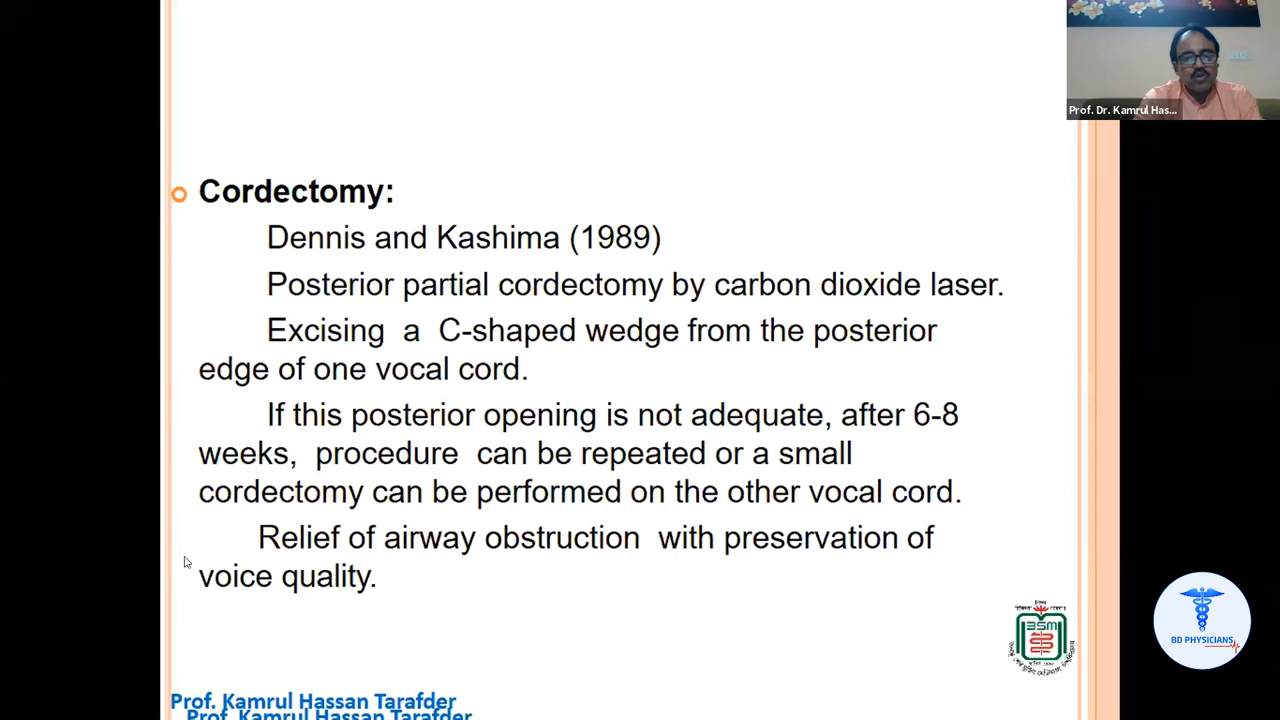 Prof. Dr. Kamrul Has...
Cordectomy:
Dennis and Kashima (1989)
Posterior partial cordectomy by carbon dioxide laser.
Excising a C-shaped wedge from the posterior
edge of one vocal cord.
If this posterior opening is not adequate, after 6-8
weeks, procedure can be repeated or a small
cordectomy can be performed on the other vocal cord.
Relief of airway obstruction with preservation of
voice quality.
BSM
BD PHYSICIANS
Prof. Kamrul Hassan Tarafder
Prof. Kamrul Hassan Tarafder